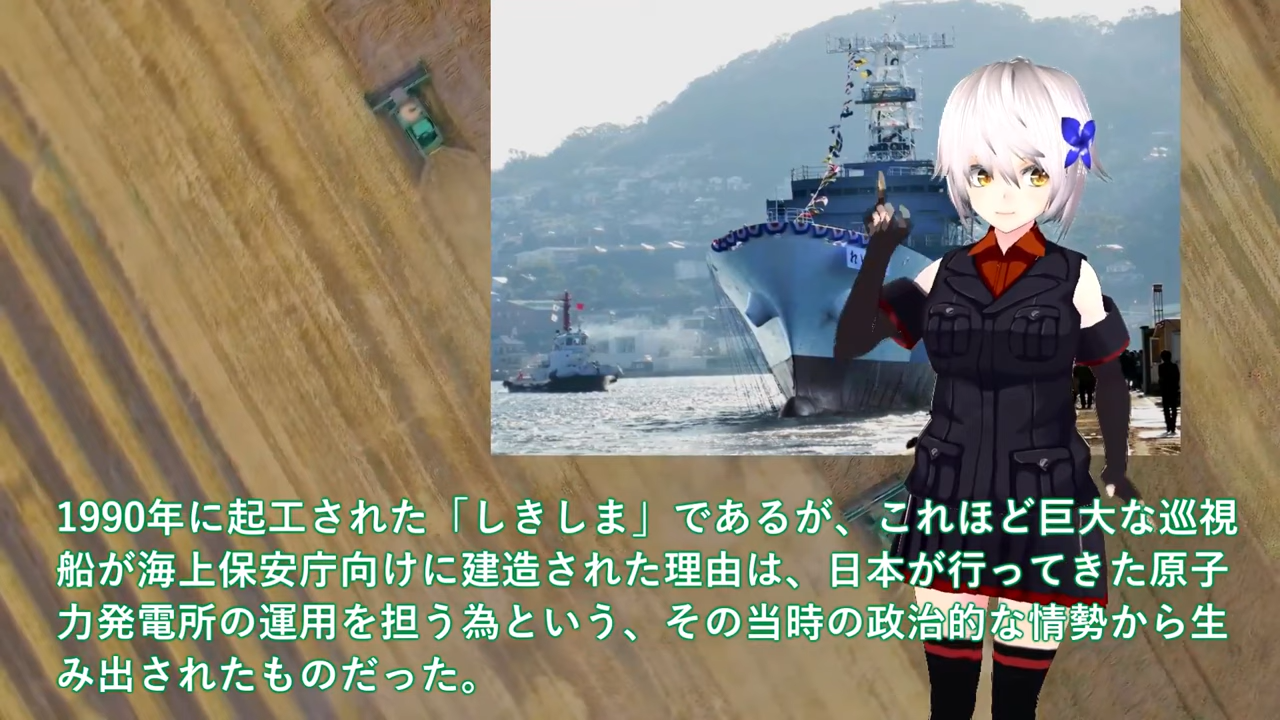 1990年に起工された「しきしま」であるが、これほど巨大な巡視
船が海上保安庁向けに建造された理由は、日本が行ってきた原子
力発電所の運用を担う為という、その当時の政治的な情勢から生
み出されたものだった。